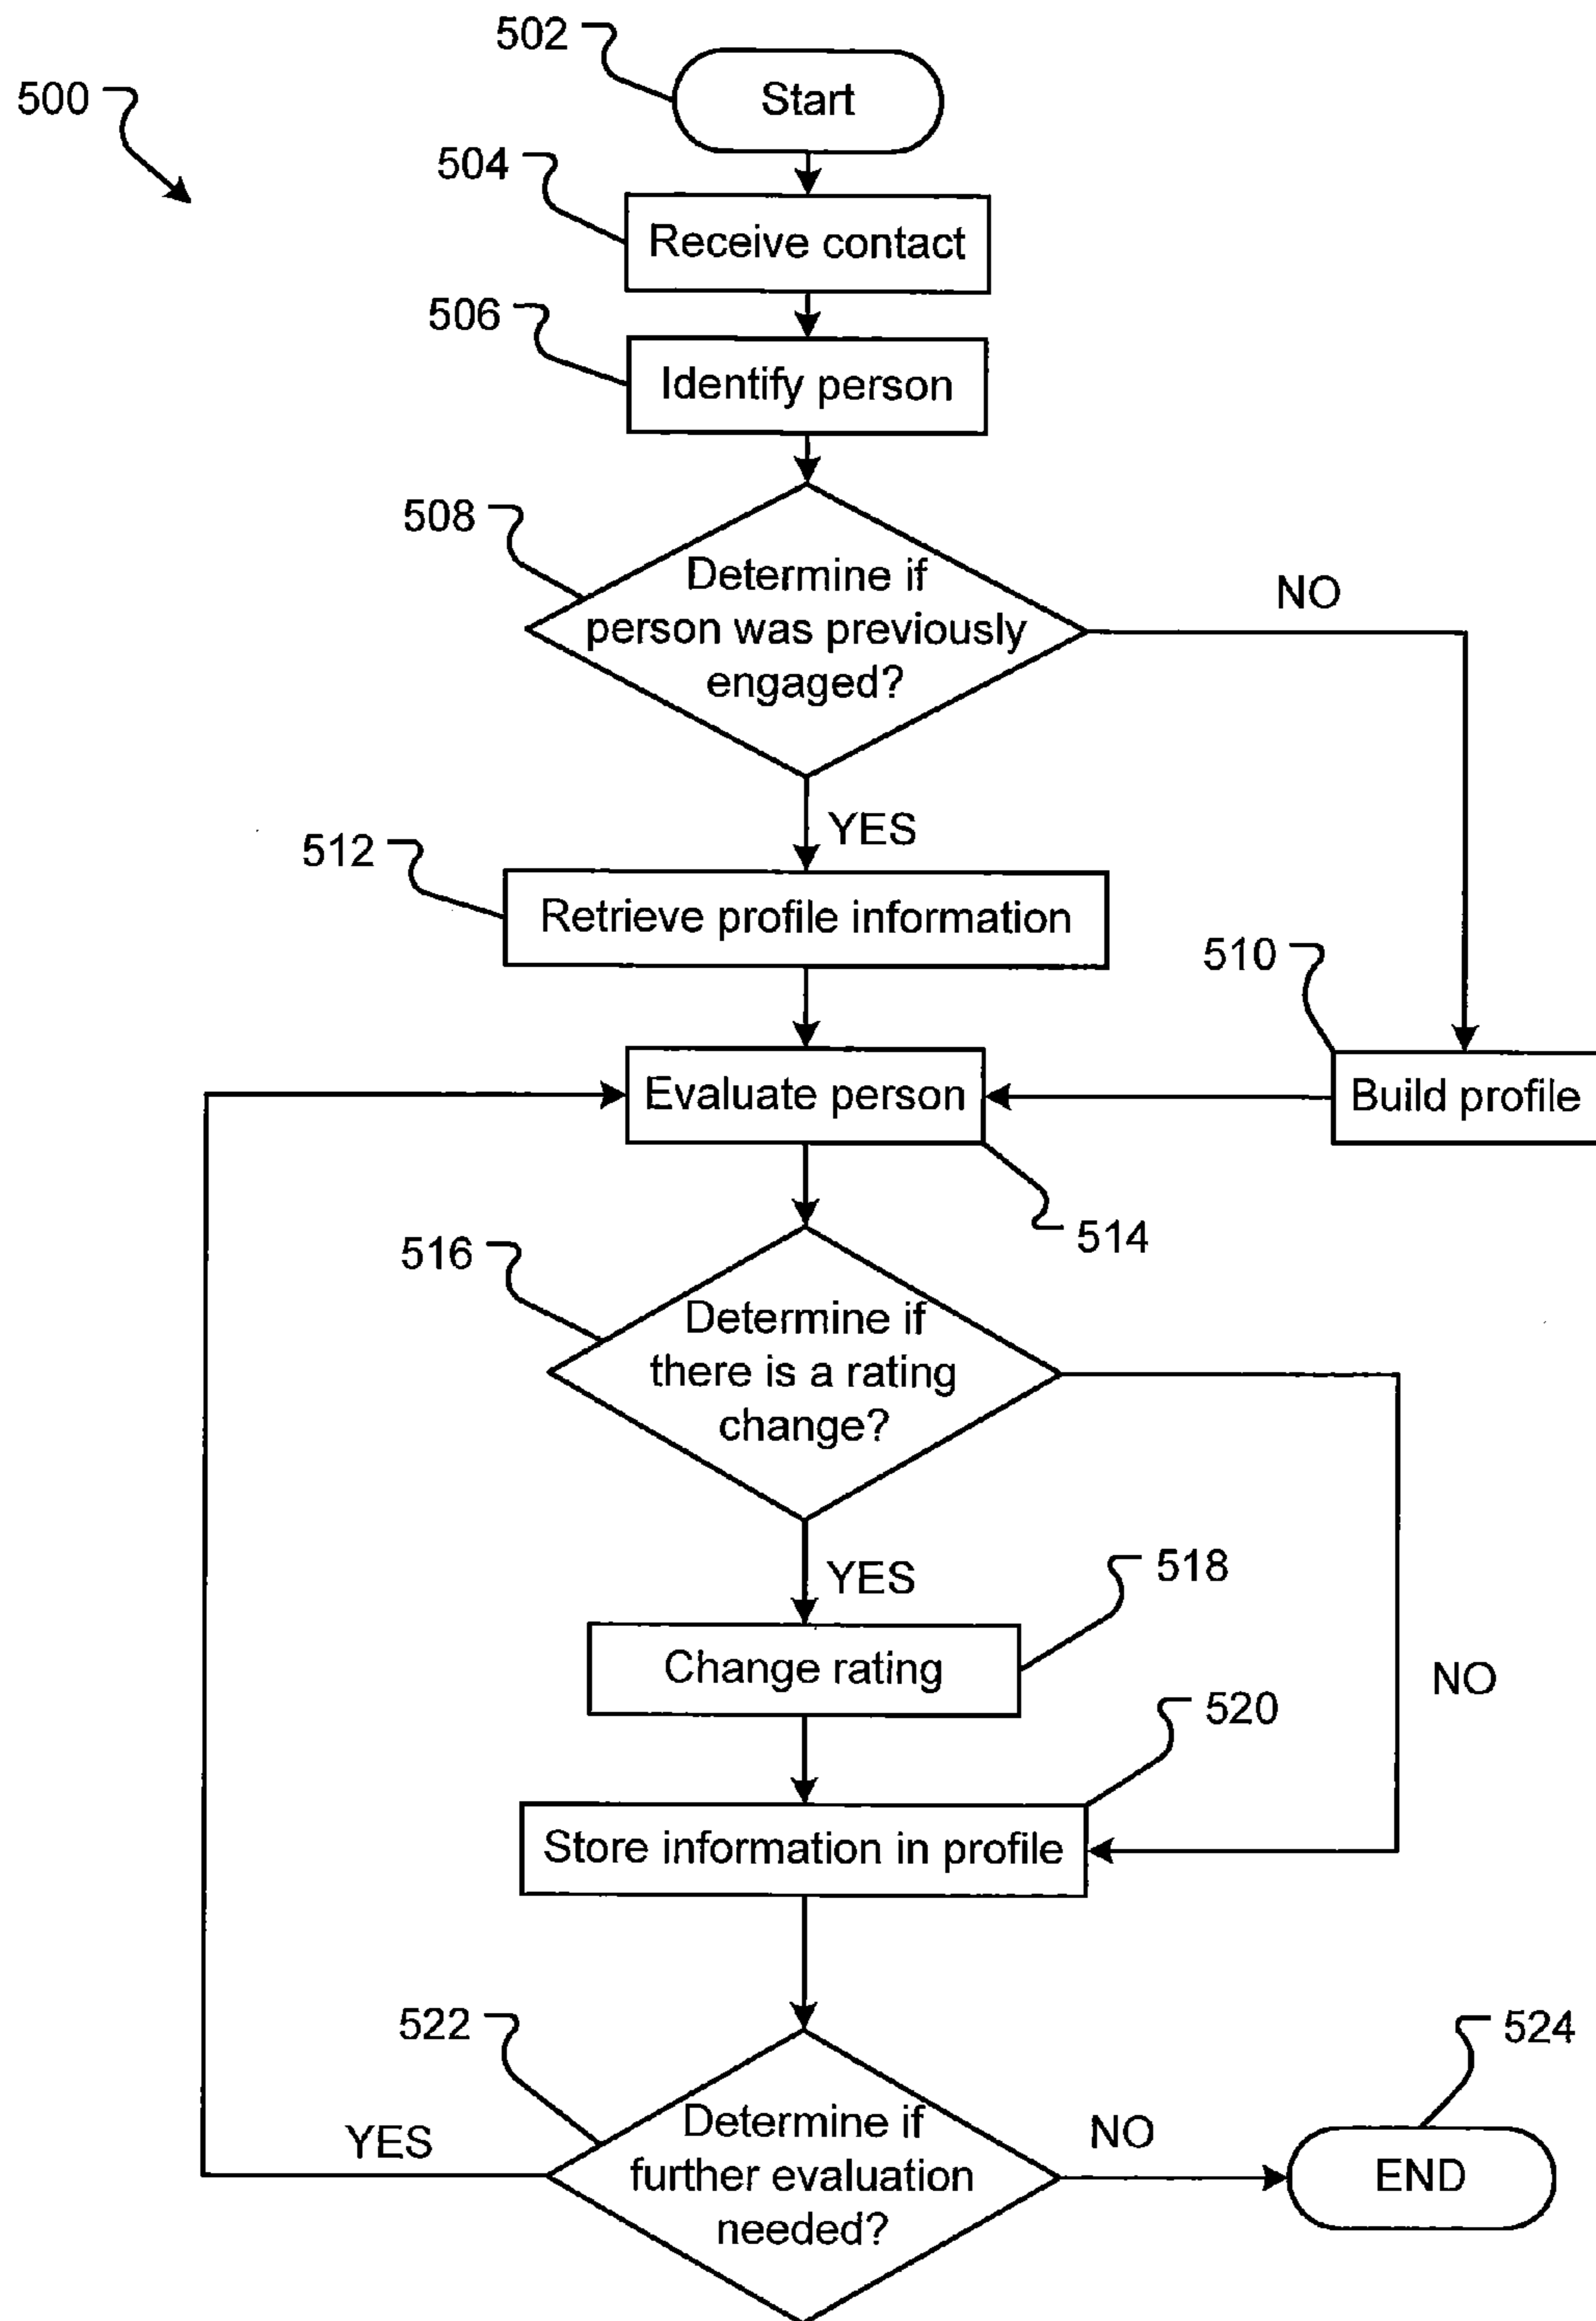 502
Start
500
504
Receive contact
506
Identify person
508
Determine if
person was previously
engaged?
NO
YES
512
Retrieve profile information
510
Build profile
Evaluate person
514
516
Determine if
there is a rating
change?
YES
518
Change rating
NO
520
Store information in profile
522
524
Determine if
further evaluation
needed?
YES
NO
END